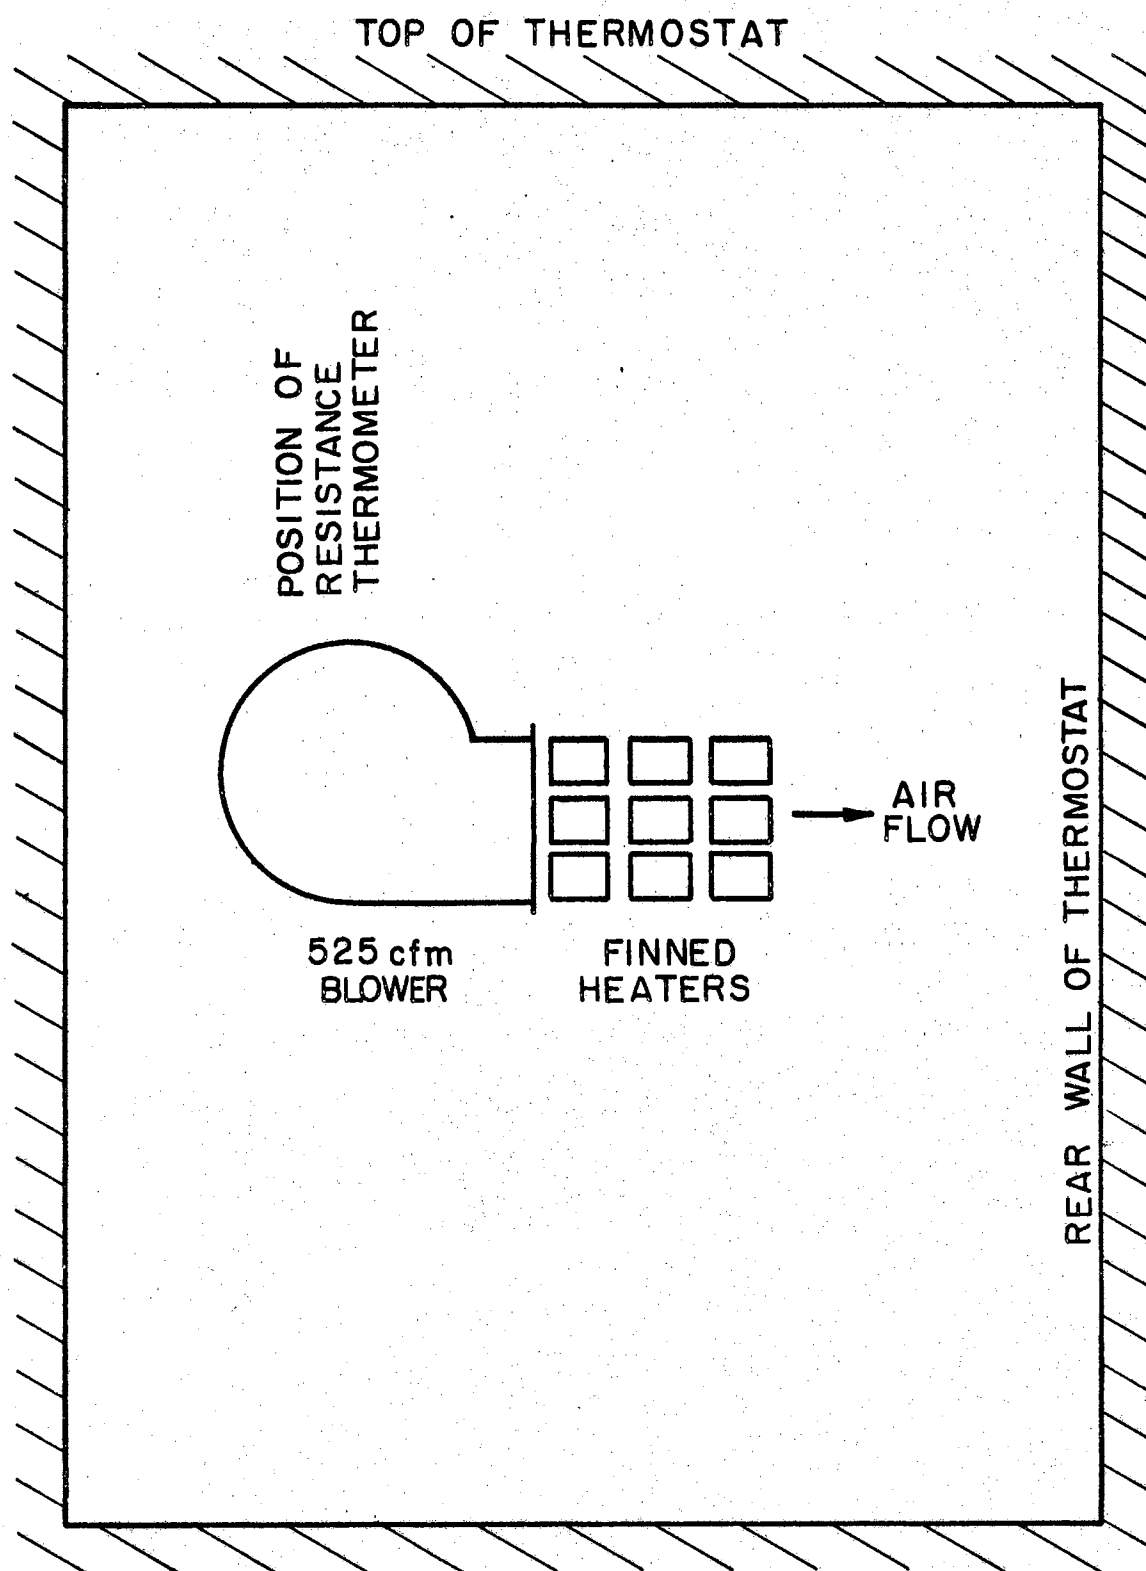 TOP OF THERMOSTAT
POSITION OF
RESISTANCE
THERMOMETER
AIR
FLOW
525 cfm
BLOWER
FINNED
HEATERS
REAR WALL OF THERMOSTAT